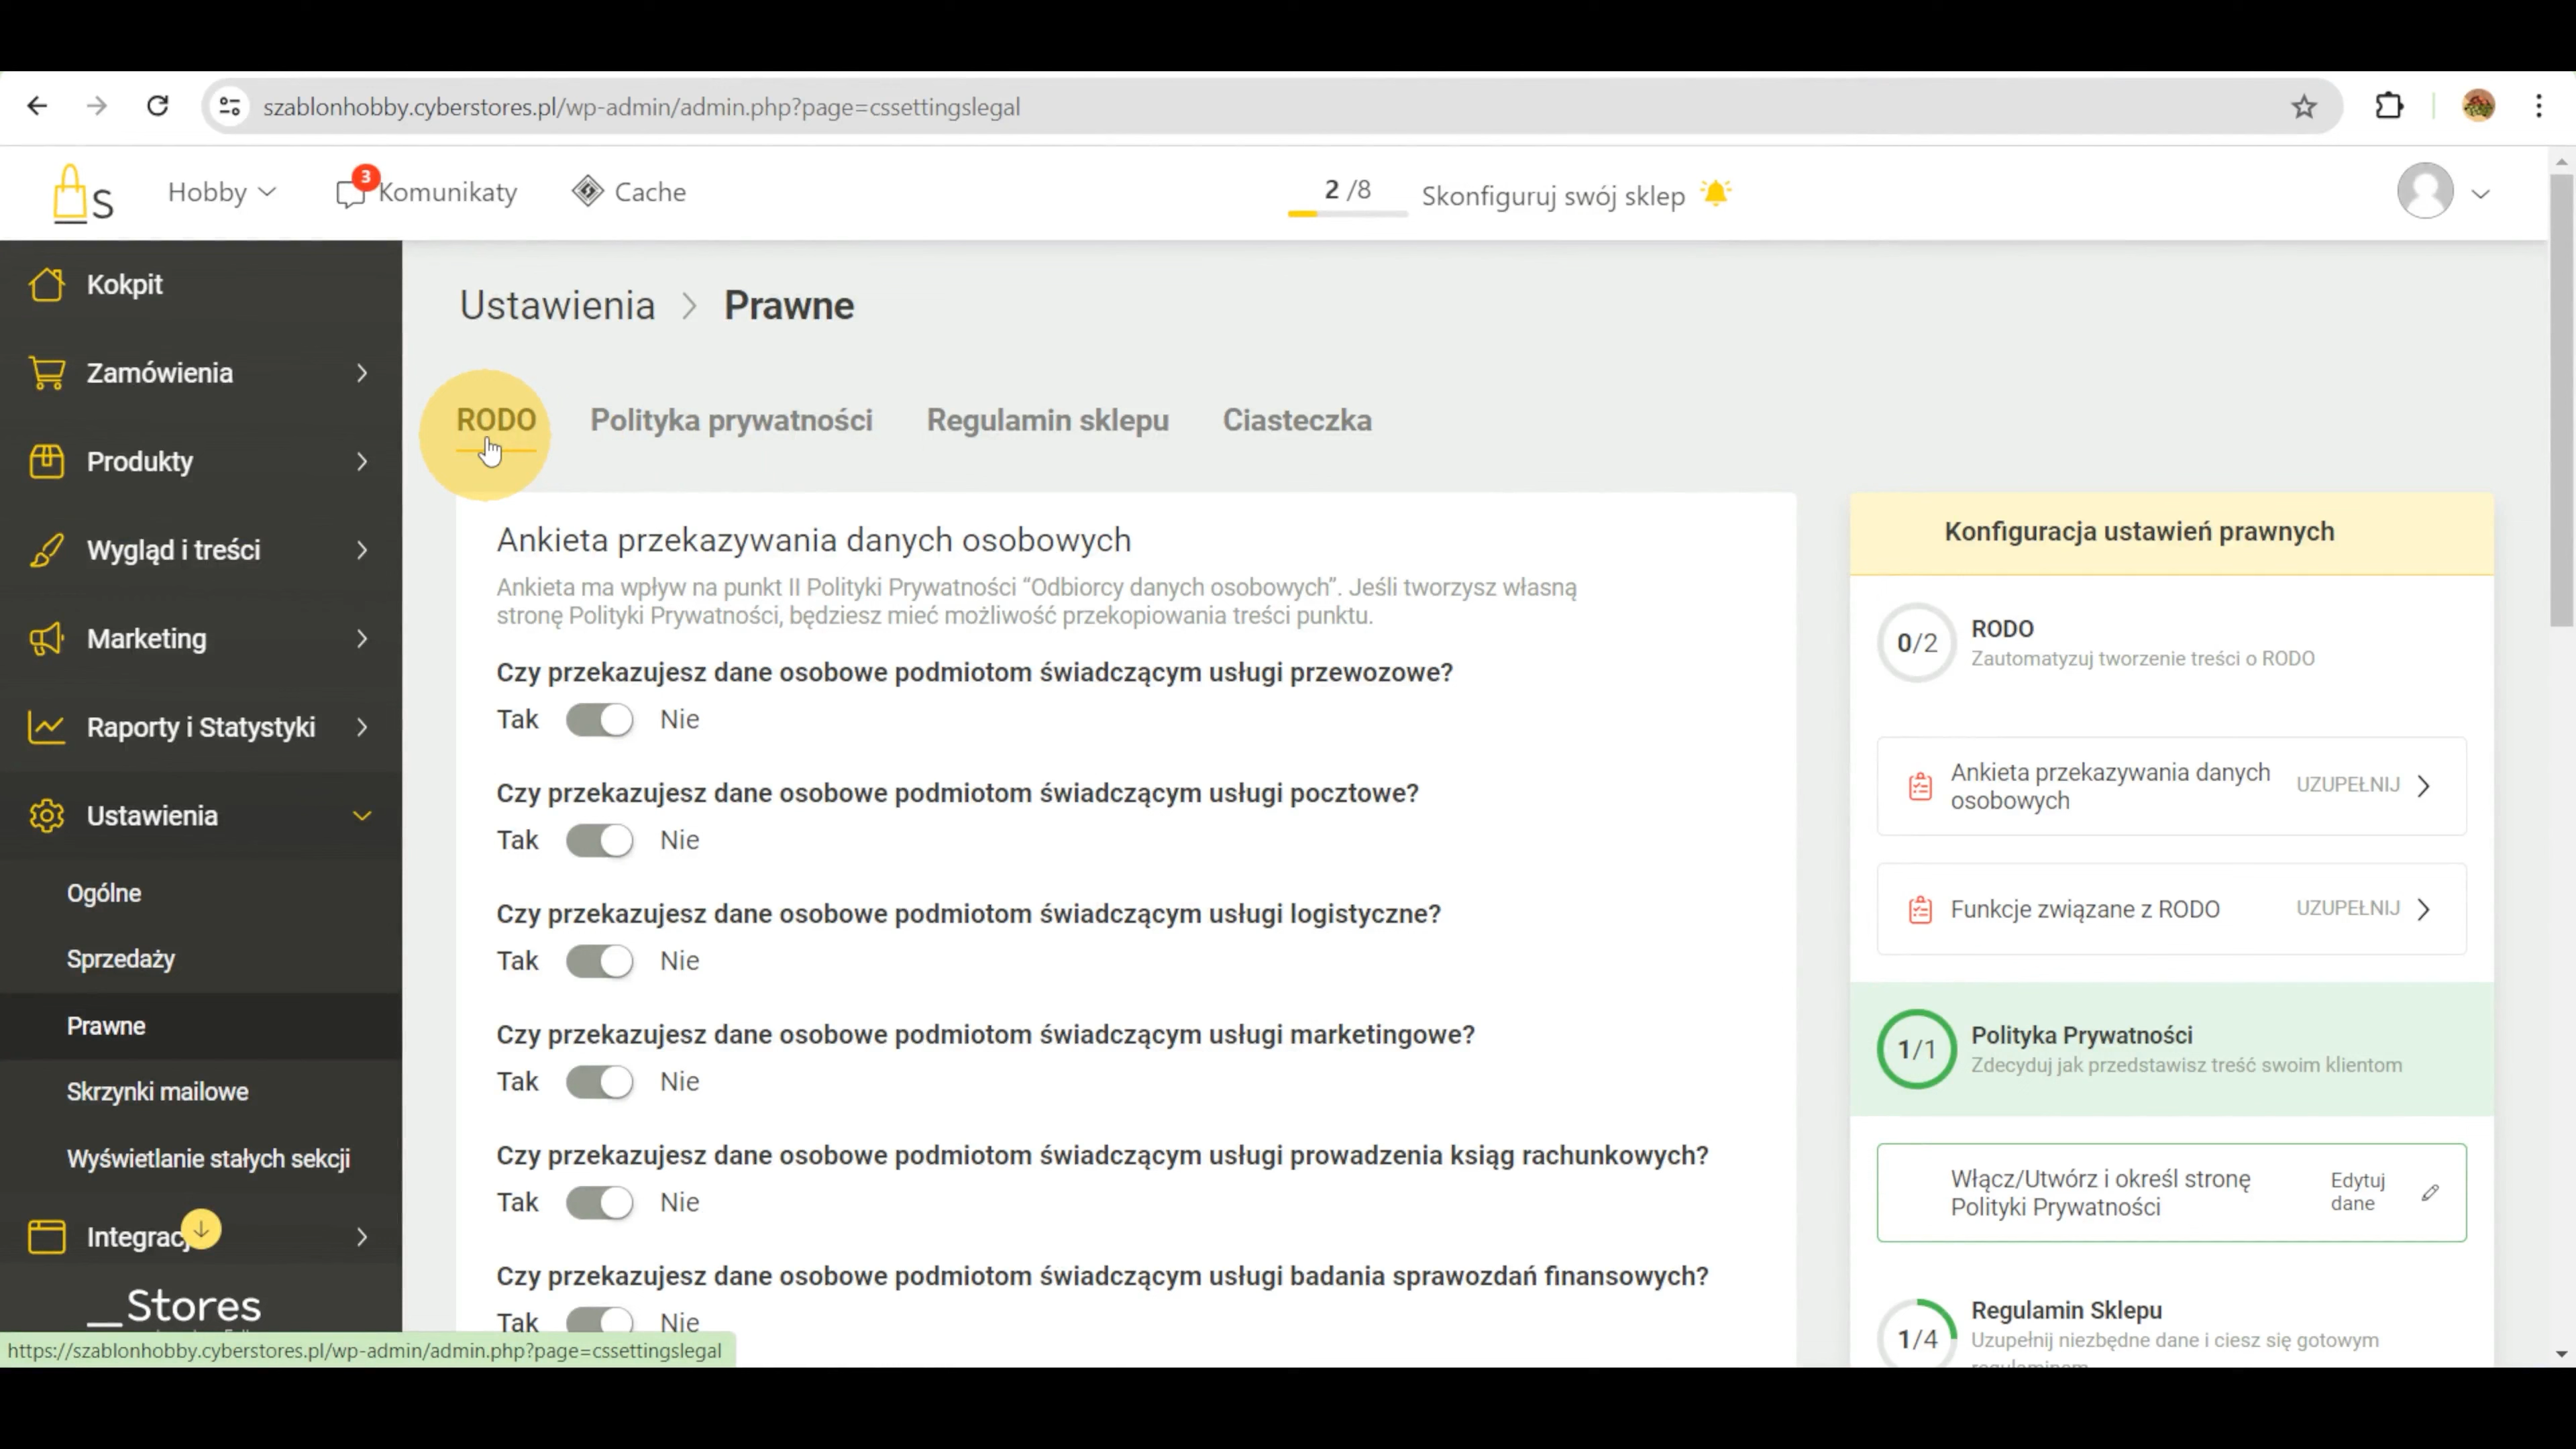 szablonhobby.cyberstores.pl/wp-admin/admin.php?page=cssettingslegal
S
Hobby
3
Komunikaty
Cache
2 /8
Skonfiguruj swój sklep
Kokpit
Zamówienia
Produkty
Wygląd i treści
Marketing
Raporty i Statystyki
Ustawienia
Ogólne
Sprzedaży
Prawne
Skrzynki mailowe
Wyświetlanie stałych sekcji
Integracj
__Stores
https://szablonhobby.cyberstores.pl/wp-admin/admin.php?page=cssettingslegal
Ustawienia > Prawne
RODO
Polityka prywatności
Regulamin sklepu
Ciasteczka
Ankieta przekazywania danych osobowych
Ankieta ma wpływ na punkt II Polityki Prywatności “Odbiorcy danych osobowych”. Jeśli tworzysz własną
stronę Polityki Prywatności, będziesz mieć możliwość przekopiowania treści punktu.
Czy przekazujesz dane osobowe podmiotom świadczącym usługi przewozowe?
Tak Nie
Czy przekazujesz dane osobowe podmiotom świadczącym usługi pocztowe?
Tak Nie
Czy przekazujesz dane osobowe podmiotom świadczącym usługi logistyczne?
Tak Nie
Czy przekazujesz dane osobowe podmiotom świadczącym usługi marketingowe?
Tak Nie
Czy przekazujesz dane osobowe podmiotom świadczącym usługi prowadzenia ksiąg rachunkowych?
Tak Nie
Czy przekazujesz dane osobowe podmiotom świadczącym usługi badania sprawozdań finansowych?
Tak Nie
Konfiguracja ustawień prawnych
0/2
RODO
Zautomatyzuj tworzenie treści o RODO
Ankieta przekazywania danych
osobowych
UZUPEŁNIJ
Funkcje związane z RODO
UZUPEŁNIJ
1/1
Polityka Prywatności
Zdecyduj jak przedstawisz treść swoim klientom
Włącz/Utwórz i określ stronę
Polityki Prywatności
Edytuj
dane
1/4
Regulamin Sklepu
Uzupełnij niezbędne dane i ciesz się gotowym
regulaminem